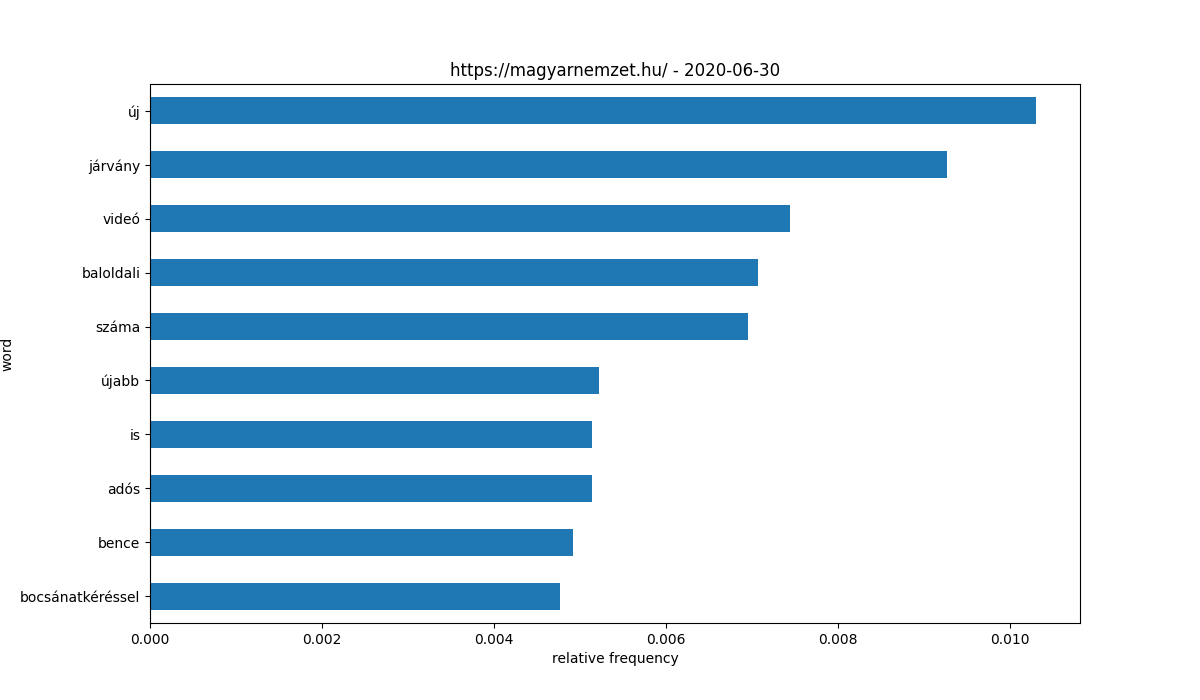 https://magyarnemzet.hu/ - 2020-06-30
új
járvány
videó
baloldali
száma
újabb
is
adós
bence
bocsánatkéréssel
word
0.000 0.002 0.004 0.006 0.008 0.010
relative frequency